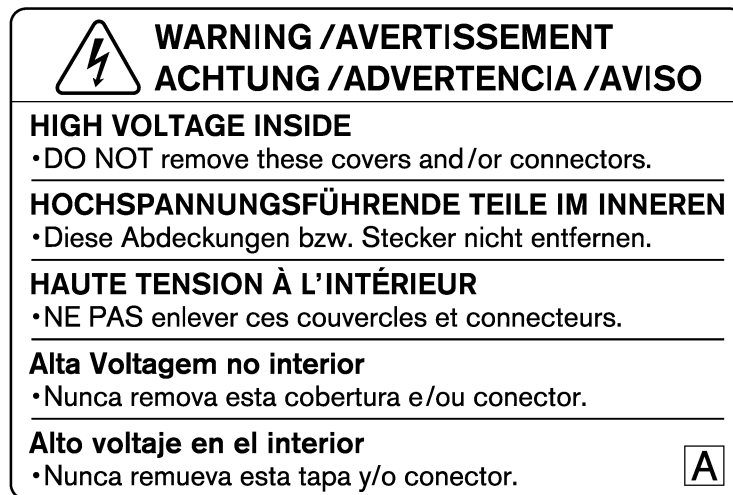 WARNING /AVERTISSEMENT
ACHTUNG /ADVERTENCIA /AVISO
HIGH VOLTAGE INSIDE
•DO NOT remove these covers and/or connectors.
HOCHSPANNUNGSFÜHRENDE TEILE IM INNEREN
•Diese Abdeckungen bzw. Stecker nicht entfernen.
HAUTE TENSION À L'INTÉRIEUR
•NE PAS enlever ces couvercles et connecteurs.
Alta Voltagem no interior
•Nunca remova esta cobertura e/ou conector.
Alto voltaje en el interior
•Nunca remueva esta tapa y/o conector.
A